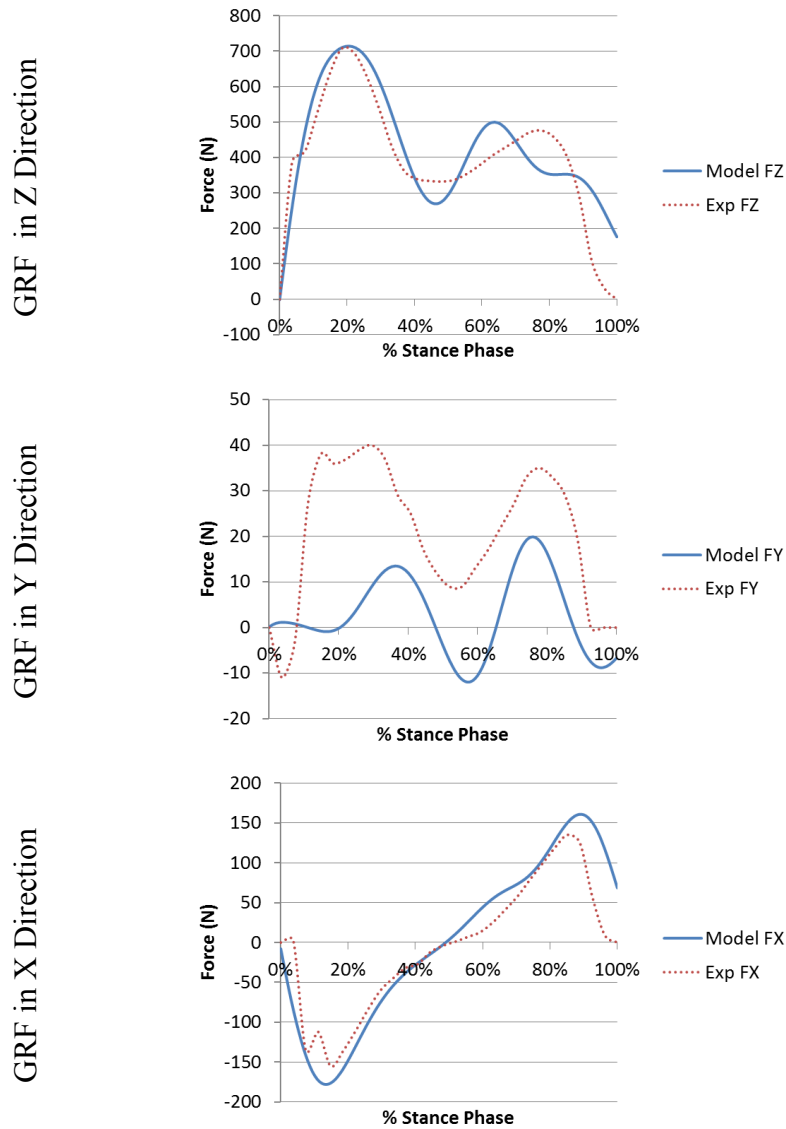 GRF in Z Direction
Force (N)
800
700
600
500
400
300
200
100
0
-100
0% 20% 40% 60% 80% 100%
% Stance Phase
Model FZ
Exp FZ
GRF in Y Direction
Force (N)
50
40
30
20
10
0
-10
-20
0% 20% 40% 60% 80% 100%
% Stance Phase
Model FY
Exp FY
GRF in X Direction
Force (N)
200
150
100
50
0
-50
-100
-150
-200
0% 20% 40% 60% 80% 100%
% Stance Phase
Model FX
Exp FX